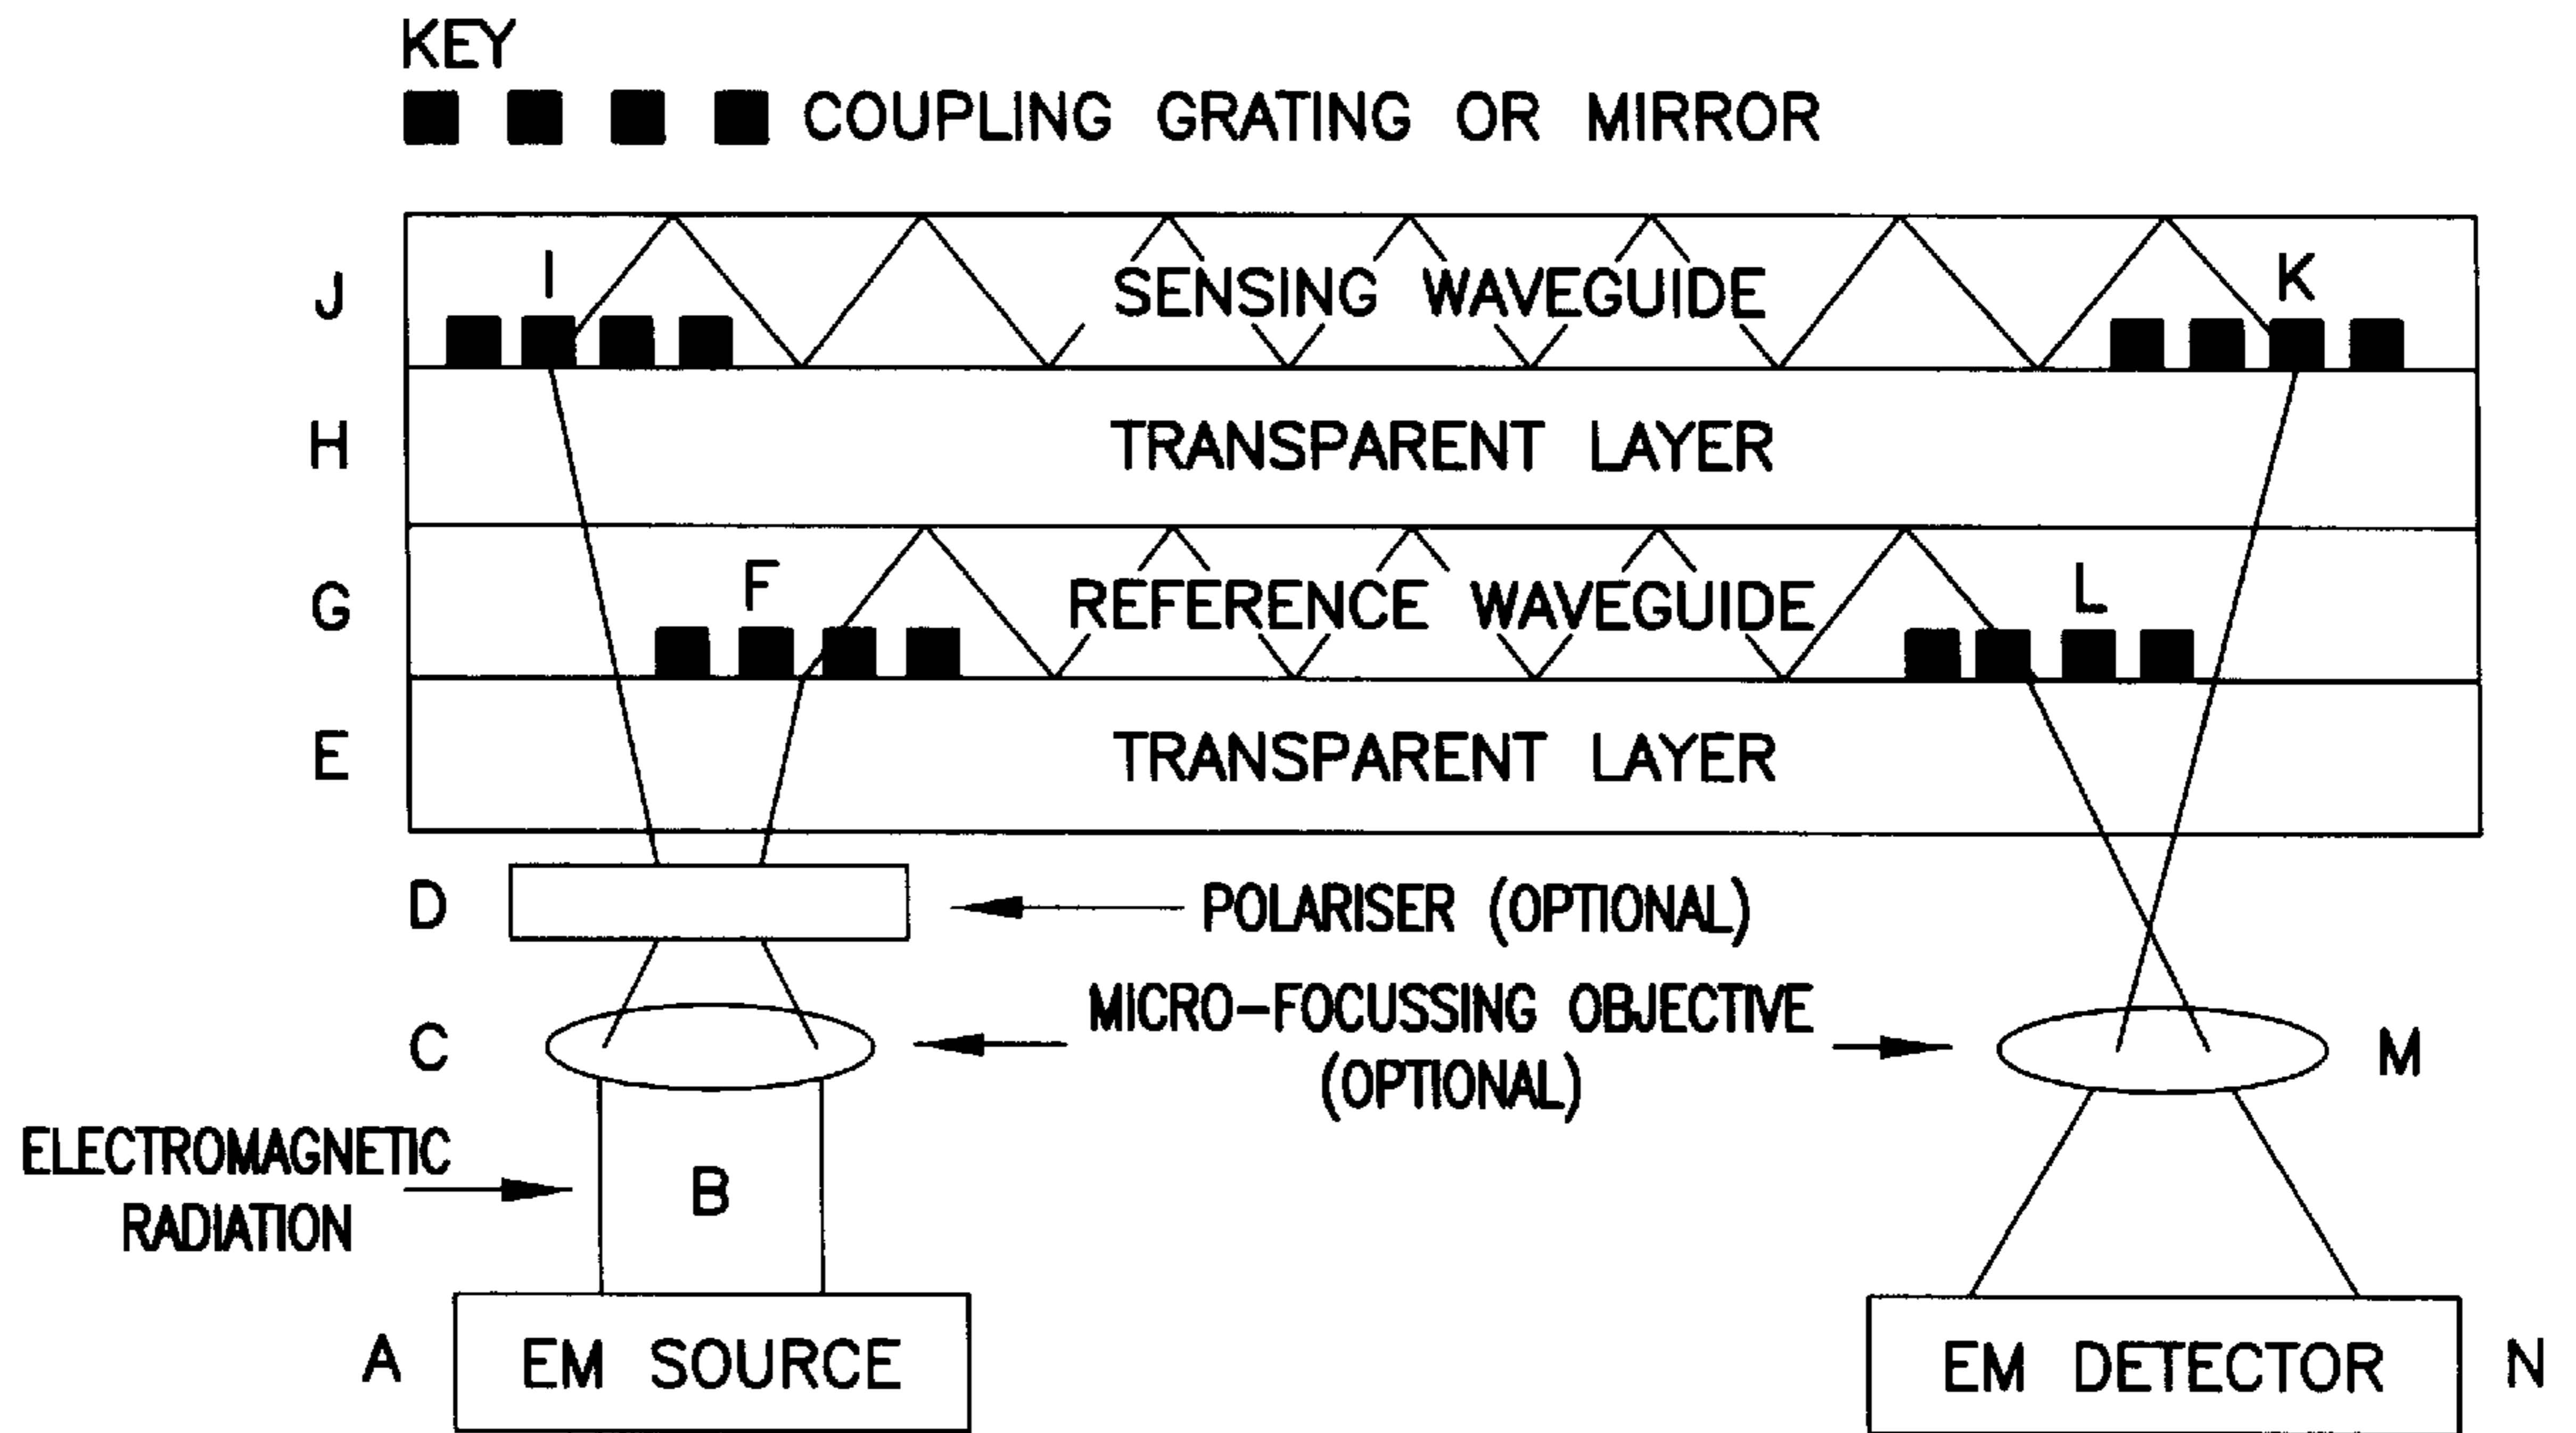 KEY
COUPLING GRATING OR MIRROR
I
K
J
SENSING WAVEGUIDE
H
TRANSPARENT LAYER
F
L
G
REFERENCE WAVEGUIDE
E
TRANSPARENT LAYER
D
POLARISER (OPTIONAL)
C
MICRO-FOCUSSING OBJECTIVE
(OPTIONAL)
M
ELECTROMAGNETIC
RADIATION
B
A
EM SOURCE
EM DETECTOR
N